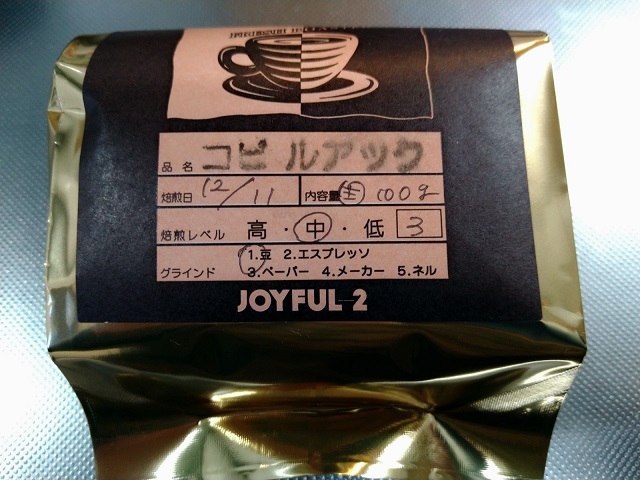 品名 コピ ルアック
焙煎日 12/11 内容量 生 100g
焙煎レベル 高・中・低 3
1.豆 2.エスプレッソ
グラインド 3.ペーパー 4.メーカー 5.ネル
JOYFUL-2